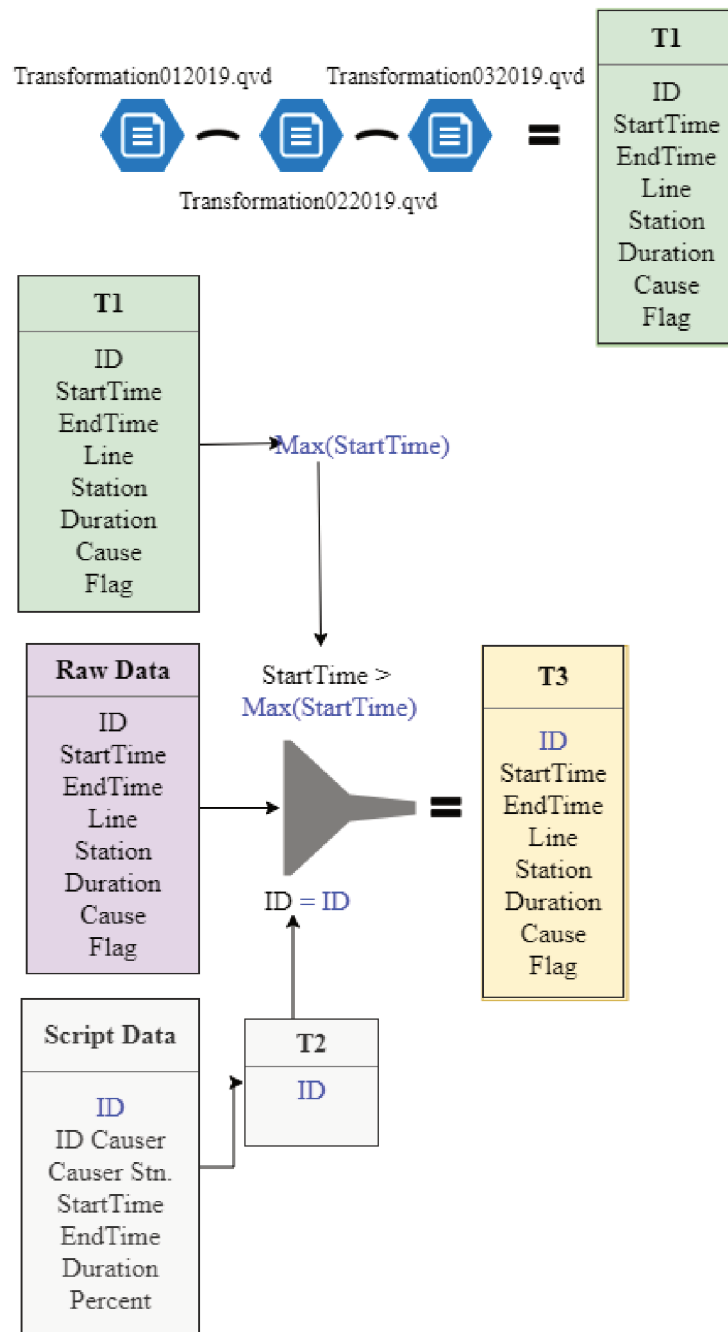 Transformation012019.qvd
Transformation032019.qvd
Transformation022019.qvd
=
T1
ID
StartTime
EndTime
Line
Station
Duration
Cause
Flag
T1
ID
StartTime
EndTime
Line
Station
Duration
Cause
Flag
Max(StartTime)
Raw Data
ID
StartTime
EndTime
Line
Station
Duration
Cause
Flag
StartTime >
Max(StartTime)
ID = ID
=
T3
ID
StartTime
EndTime
Line
Station
Duration
Cause
Flag
Script Data
ID
ID Causer
Causer Stn.
StartTime
EndTime
Duration
Percent
T2
ID